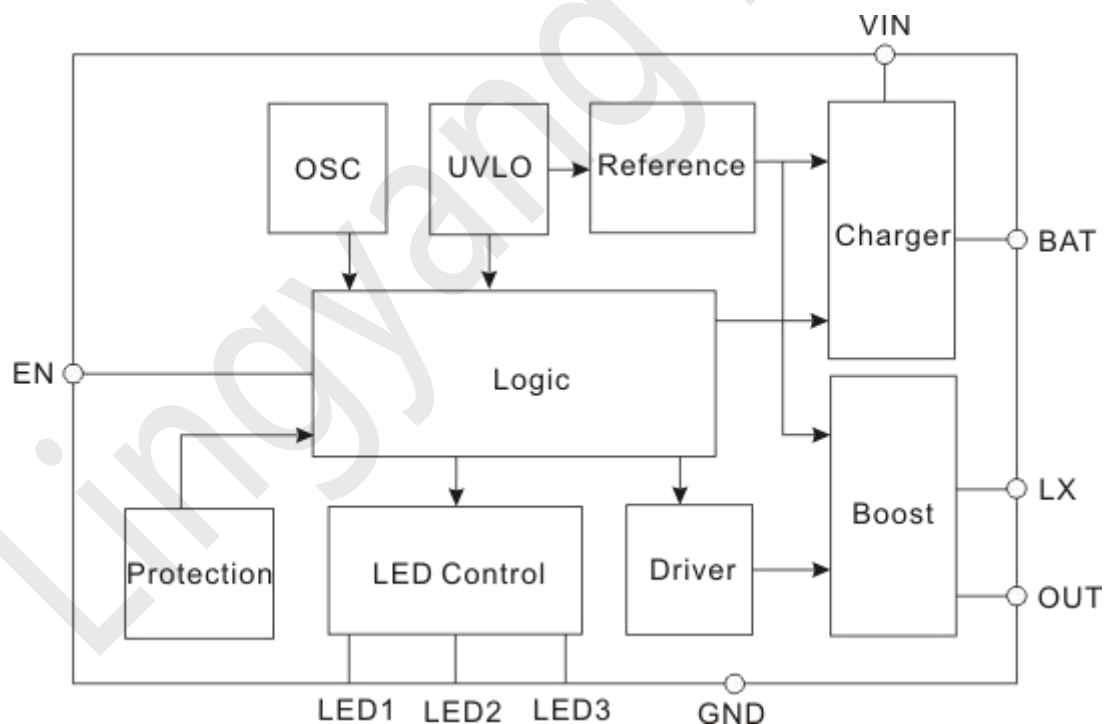 VIN
OSC
UVLO
Reference
Charger
BAT
EN
Logic
LX
Boost
Protection
LED Control
Driver
OUT
LED1
LED2
LED3
GND
Lingyang